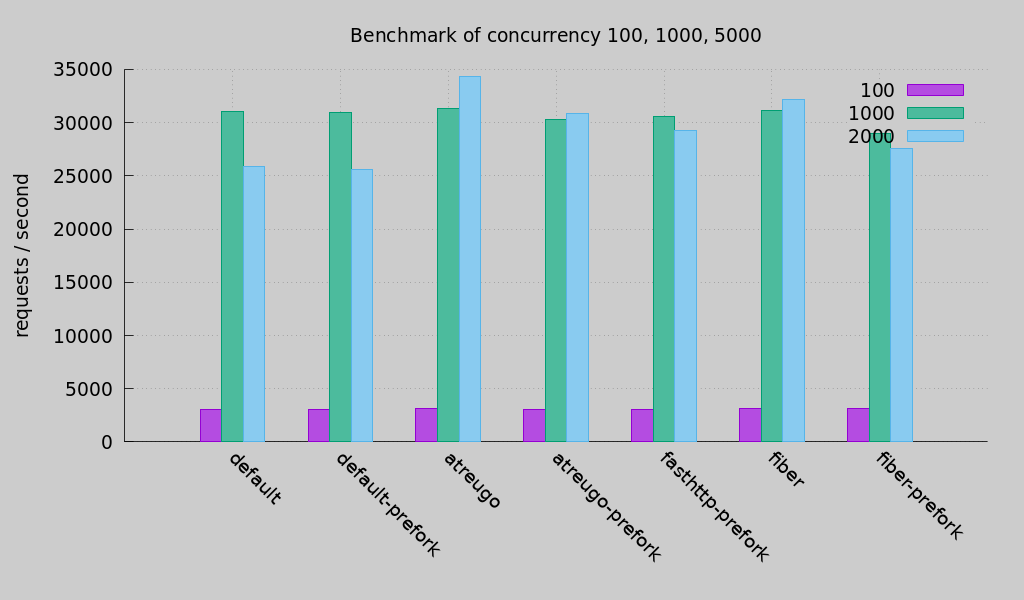 Benchmark of concurrency 100, 1000, 5000
requests / second
35000
30000
25000
20000
15000
10000
5000
0
100
1000
2000
default
default-prefork
atreugo
atreugo-prefork
fasthttp-prefork
fiber
fiber-prefork